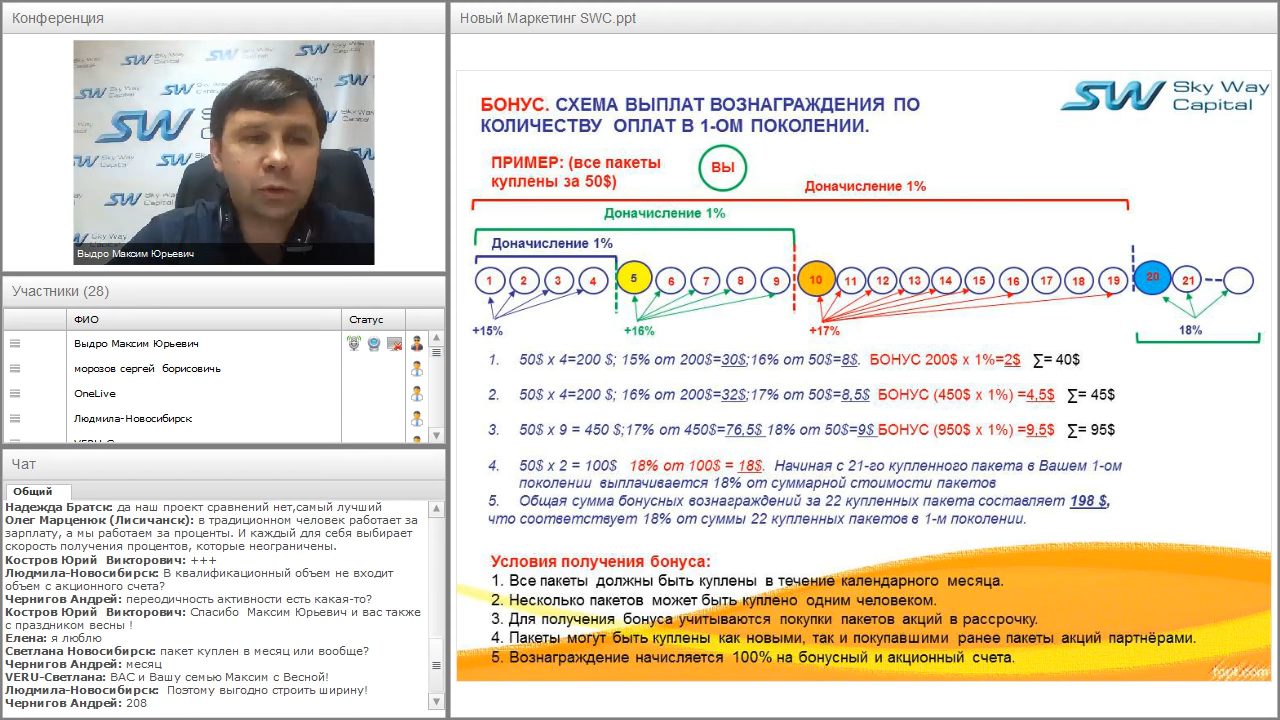 Конференция
SW Sky Way Capital
Выдро Максим Юрьевич
Участники (28)
ФИО
Статус
Выдро Максим Юрьевич
морозов сергей борисовичь
OneLive
Людмила-Новосибирск
Чат
Общий
Надежда Братск: да наш проект сравнений нет,самый лучший
Олег Марценюк (Лисичанск): в традиционном человек работает за
зарплату, а мы работаем за проценты. И каждый для себя выбирает
скорость получения процентов, которые неограничены.
Костров Юрий Викторович: +++
Людмила-Новосибирск: В квалификационный объем не входит
объем с акционного счета?
Чернигов Андрей: переодичность активности есть какая-то?
Костров Юрий Викторович: Спасибо Максим Юрьевич и вас также
с праздником весны !
Елена: я люблю
Светлана Новосибирск: пакет куплен в месяц или вообще?
Чернигов Андрей: месяц
VERU-Светлана: ВАС и Вашу семью Максим с Весной!
Людмила-Новосибирск: Поэтому выгодно строить ширину!
Чернигов Андрей: 208
Новый Маркетинг SWC.ppt
SW Sky Way
Capital
БОНУС. СХЕМА ВЫПЛАТ ВОЗНАГРАЖДЕНИЯ ПО
КОЛИЧЕСТВУ ОПЛАТ В 1-ОМ ПОКОЛЕНИИ.
ПРИМЕР: (все пакеты
куплены за 50$)
ВЫ
Доначисление 1%
Доначисление 1%
Доначисление 1%
1 2 3 4 5 6 7 8 9 10 11 12 13 14 15 16 17 18 19 20 21
+15% +16% +17% 18%
1. 50$ х 4=200 $; 15% от 200$=30$;16% от 50$=8$. БОНУС 200$ х 1%=2$ ∑= 40$
2. 50$ х 4=200 $; 16% от 200$=32$;17% от 50$=8,5$ БОНУС (450$ х 1%) =4,5$ ∑= 45$
3. 50$ х 9 = 450 $;17% от 450$=76,5$ 18% от 50$=9$ БОНУС (950$ х 1%) =9,5$ ∑= 95$
4. 50$ х 2 = 100$ 18% от 100$ = 18$. Начиная с 21-го купленного пакета в Вашем 1-ом
поколении выплачивается 18% от суммарной стоимости пакетов
5. Общая сумма бонусных вознаграждений за 22 купленных пакета составляет 198 $,
что соответствует 18% от суммы 22 купленных пакетов в 1-м поколении.
Условия получения бонуса:
1. Все пакеты должны быть куплены в течение календарного месяца.
2. Несколько пакетов может быть куплено одним человеком.
3. Для получения бонуса учитываются покупки пакетов акций в рассрочку.
4. Пакеты могут быть куплены как новыми, так и покупавшими ранее пакеты акций партнёрами.
5. Вознаграждение начисляется 100% на бонусный и акционный счета.